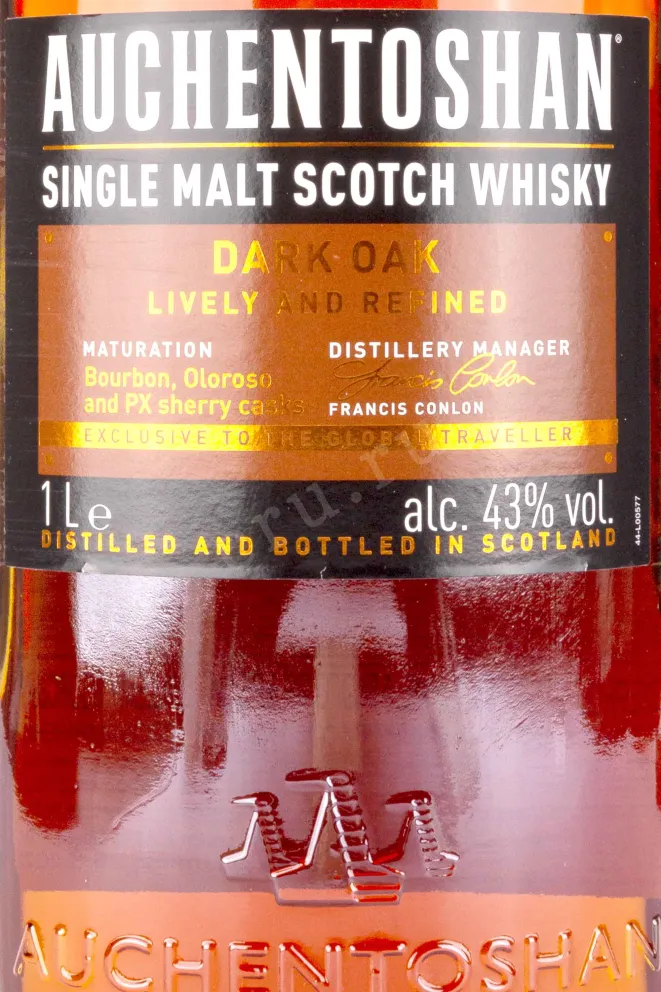 AUCHENTOSHAN®
SINGLE MALT SCOTCH WHISKY
DARK OAK
LIVELY AND REFINED
MATURATION
Bourbon, Oloroso
and PX sherry casks
DISTILLERY MANAGER
Francis Conlon
FRANCIS CONLON
EXCLUSIVE TO THE GLOBAL TRAVELLER
1 L e
alc. 43% vol.
DISTILLED AND BOTTLED IN SCOTLAND
44-L00577
AUCHENTOSHAN